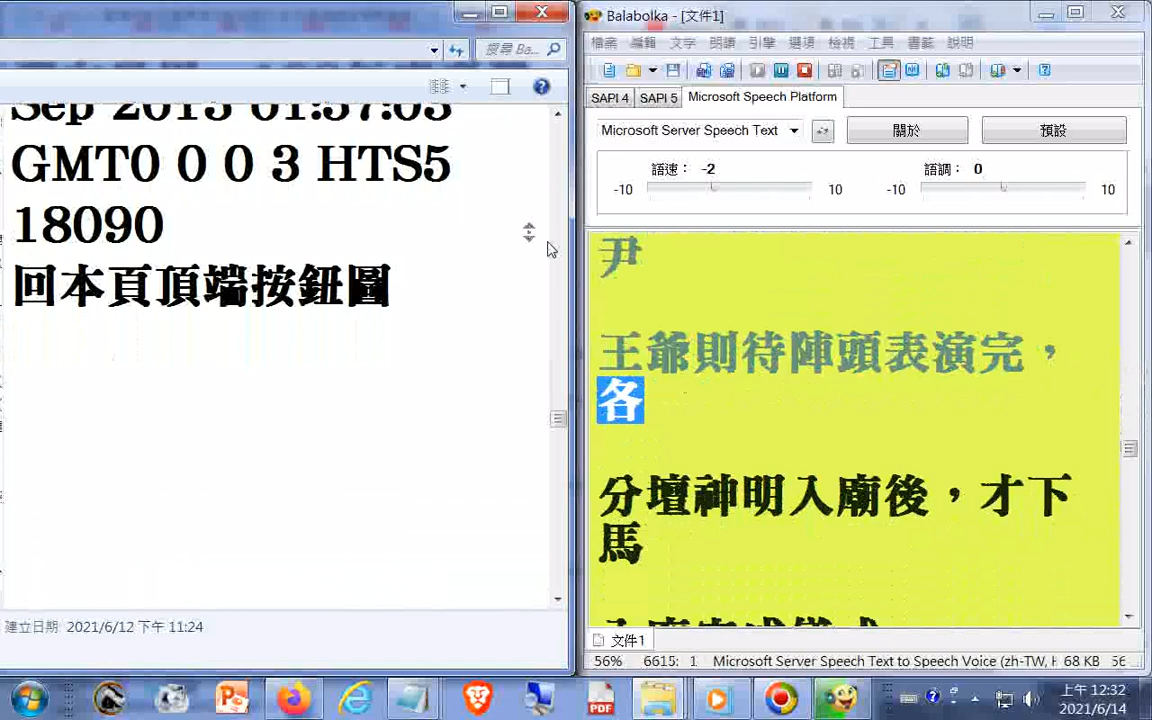 搜尋 Ba...
Sep 2013 01:37:03
GMT0 0 0 3 HTS5
18090
回本頁頂端按鈕圖
建立日期: 2021/6/12 下午 11:24
Balabolka - [文件1]
檔案 編輯 文字 朗讀 引擎 選項 檢視 工具 書籤 說明
SAPI 4 SAPI 5 Microsoft Speech Platform
Microsoft Server Speech Text 關於 預設
語速： -2 語調： 0
-10 10 -10 10
尹
王爺則待陣頭表演完，
各
分壇神明入廟後，才下
馬
文件1
56% 6615: 1 Microsoft Server Speech Text to Speech Voice (zh-TW, H 68 KB 56
PDF
上午 12:32
2021/6/14